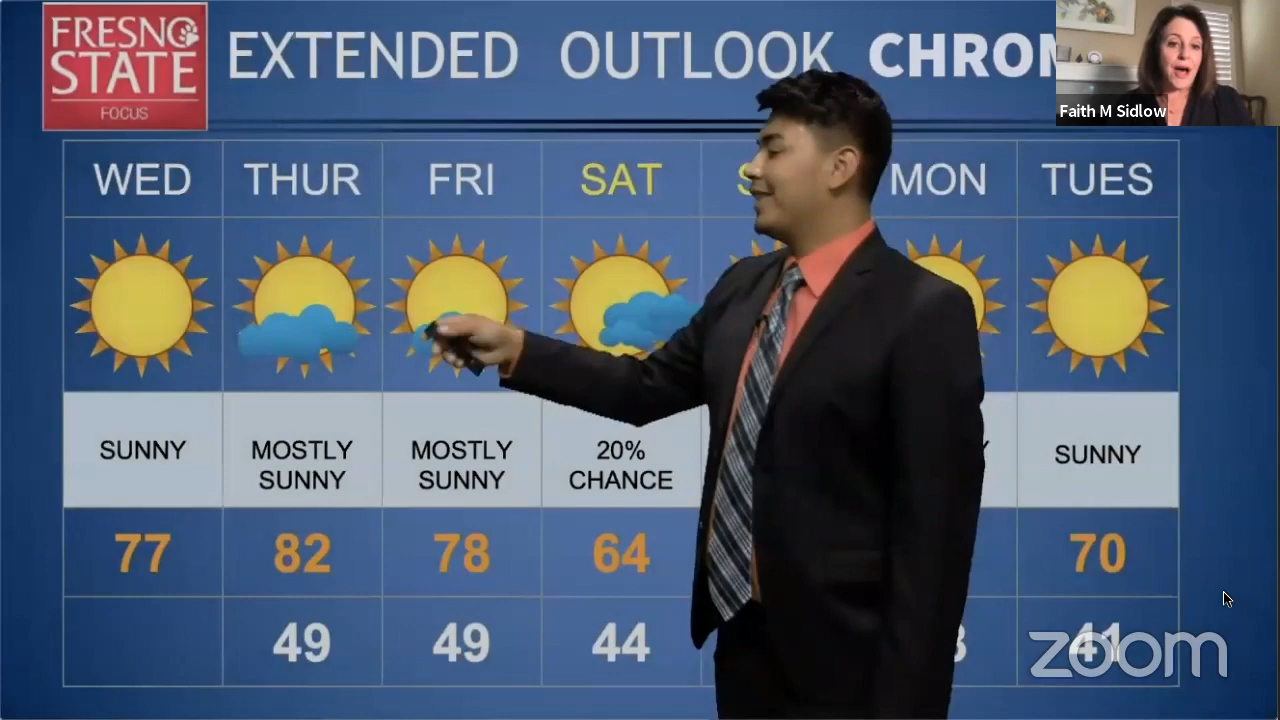 FRESNO
STATE
FOCUS
EXTENDED OUTLOOK
Faith M Sidlow
WED THUR FRI SAT MON TUES
SUNNY MOSTLY SUNNY MOSTLY SUNNY 20% CHANCE SUNNY
77 82 78 64 70
49 49 44 41
zoom